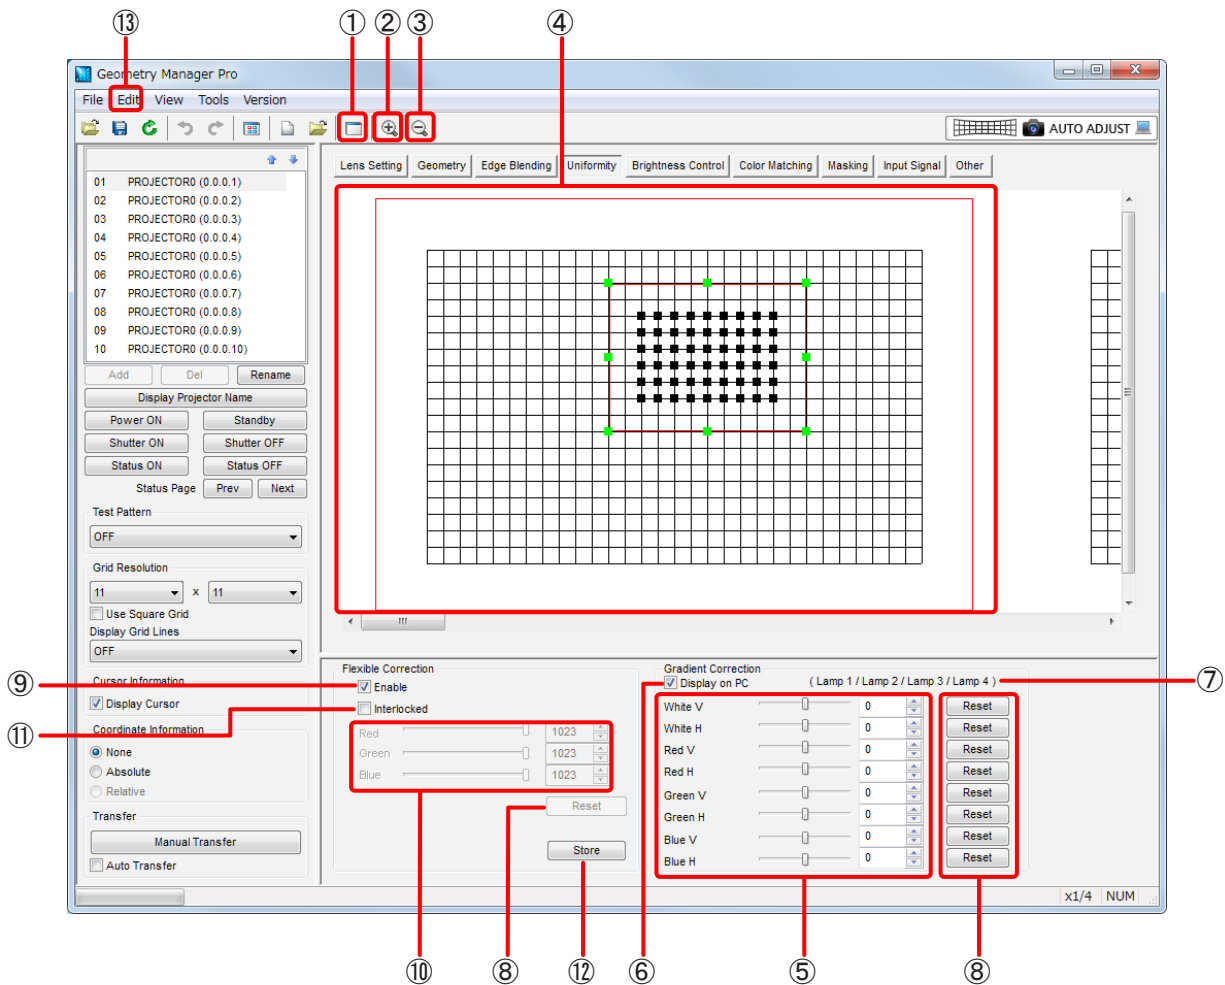 ⑬ ① ② ③ ④
Geometry Manager Pro
File Edit View Tools Version
AUTO ADJUST
01 PROJECTOR0 (0.0.0.1)
02 PROJECTOR0 (0.0.0.2)
03 PROJECTOR0 (0.0.0.3)
04 PROJECTOR0 (0.0.0.4)
05 PROJECTOR0 (0.0.0.5)
06 PROJECTOR0 (0.0.0.6)
07 PROJECTOR0 (0.0.0.7)
08 PROJECTOR0 (0.0.0.8)
09 PROJECTOR0 (0.0.0.9)
10 PROJECTOR0 (0.0.0.10)
Add Del Rename
Display Projector Name
Power ON Standby
Shutter ON Shutter OFF
Status ON Status OFF
Status Page Prev Next
Test Pattern
OFF
Grid Resolution
11 x 11
Use Square Grid
Display Grid Lines
OFF
Cursor Information
Display Cursor
Coordinate Information
None
Absolute
Relative
Transfer
Manual Transfer
Auto Transfer
Lens Setting Geometry Edge Blending Uniformity Brightness Control Color Matching Masking Input Signal Other
Flexible Correction
⑨ Enable
⑪ Interlocked
Red 1023
Green 1023
Blue 1023
Reset
Store
Gradient Correction
Display on PC ( Lamp 1 / Lamp 2 / Lamp 3 / Lamp 4 ) ⑦
White V 0 Reset
White H 0 Reset
Red V 0 Reset
Red H 0 Reset
Green V 0 Reset
Green H 0 Reset
Blue V 0 Reset
Blue H 0 Reset
x1/4 NUM
⑩ ⑧ ⑫ ⑥ ⑤ ⑧